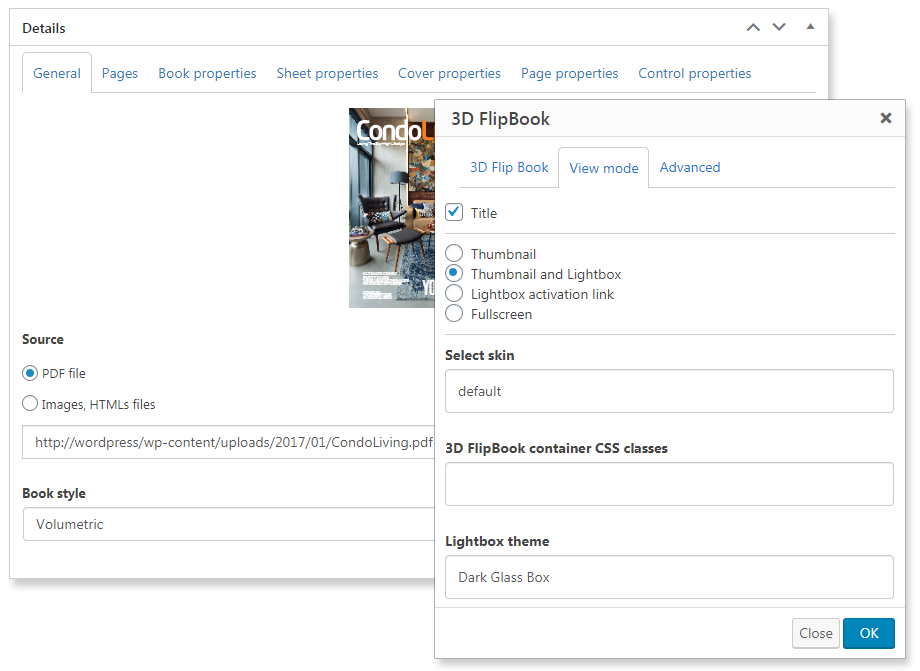 Details
General Pages Book properties Sheet properties Cover properties Page properties Control properties
CondoL
Source
PDF file
Images, HTMLs files
http://wordpress/wp-content/uploads/2017/01/CondoLiving.pdf
Book style
Volumetric
3D FlipBook
3D Flip Book View mode Advanced
Title
Thumbnail
Thumbnail and Lightbox
Lightbox activation link
Fullscreen
Select skin
default
3D FlipBook container CSS classes
Lightbox theme
Dark Glass Box
Close OK